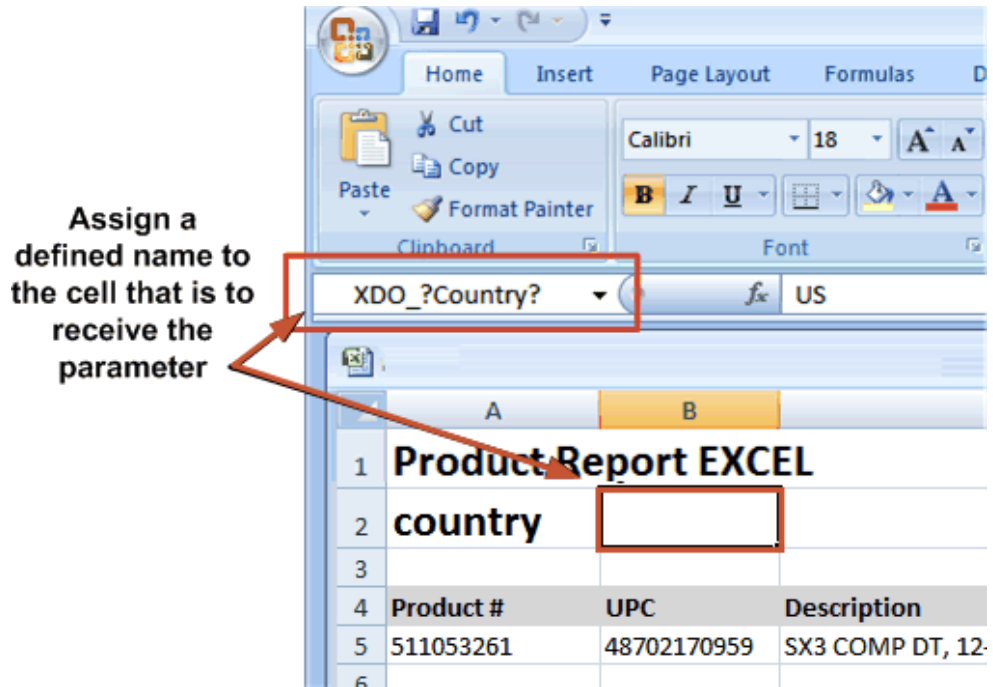 Home Insert Page Layout Formulas D
Cut
Calibri 18 A A
Copy
Paste
B I U A
Format Painter
Clipboard Font
Assign a
defined name to
the cell that is to
receive the
parameter
XDO_?Country? fx US
A B
1 Product Report EXCEL
2 country
3
4 Product # UPC Description
5 511053261 48702170959 SX3 COMP DT, 12-
6